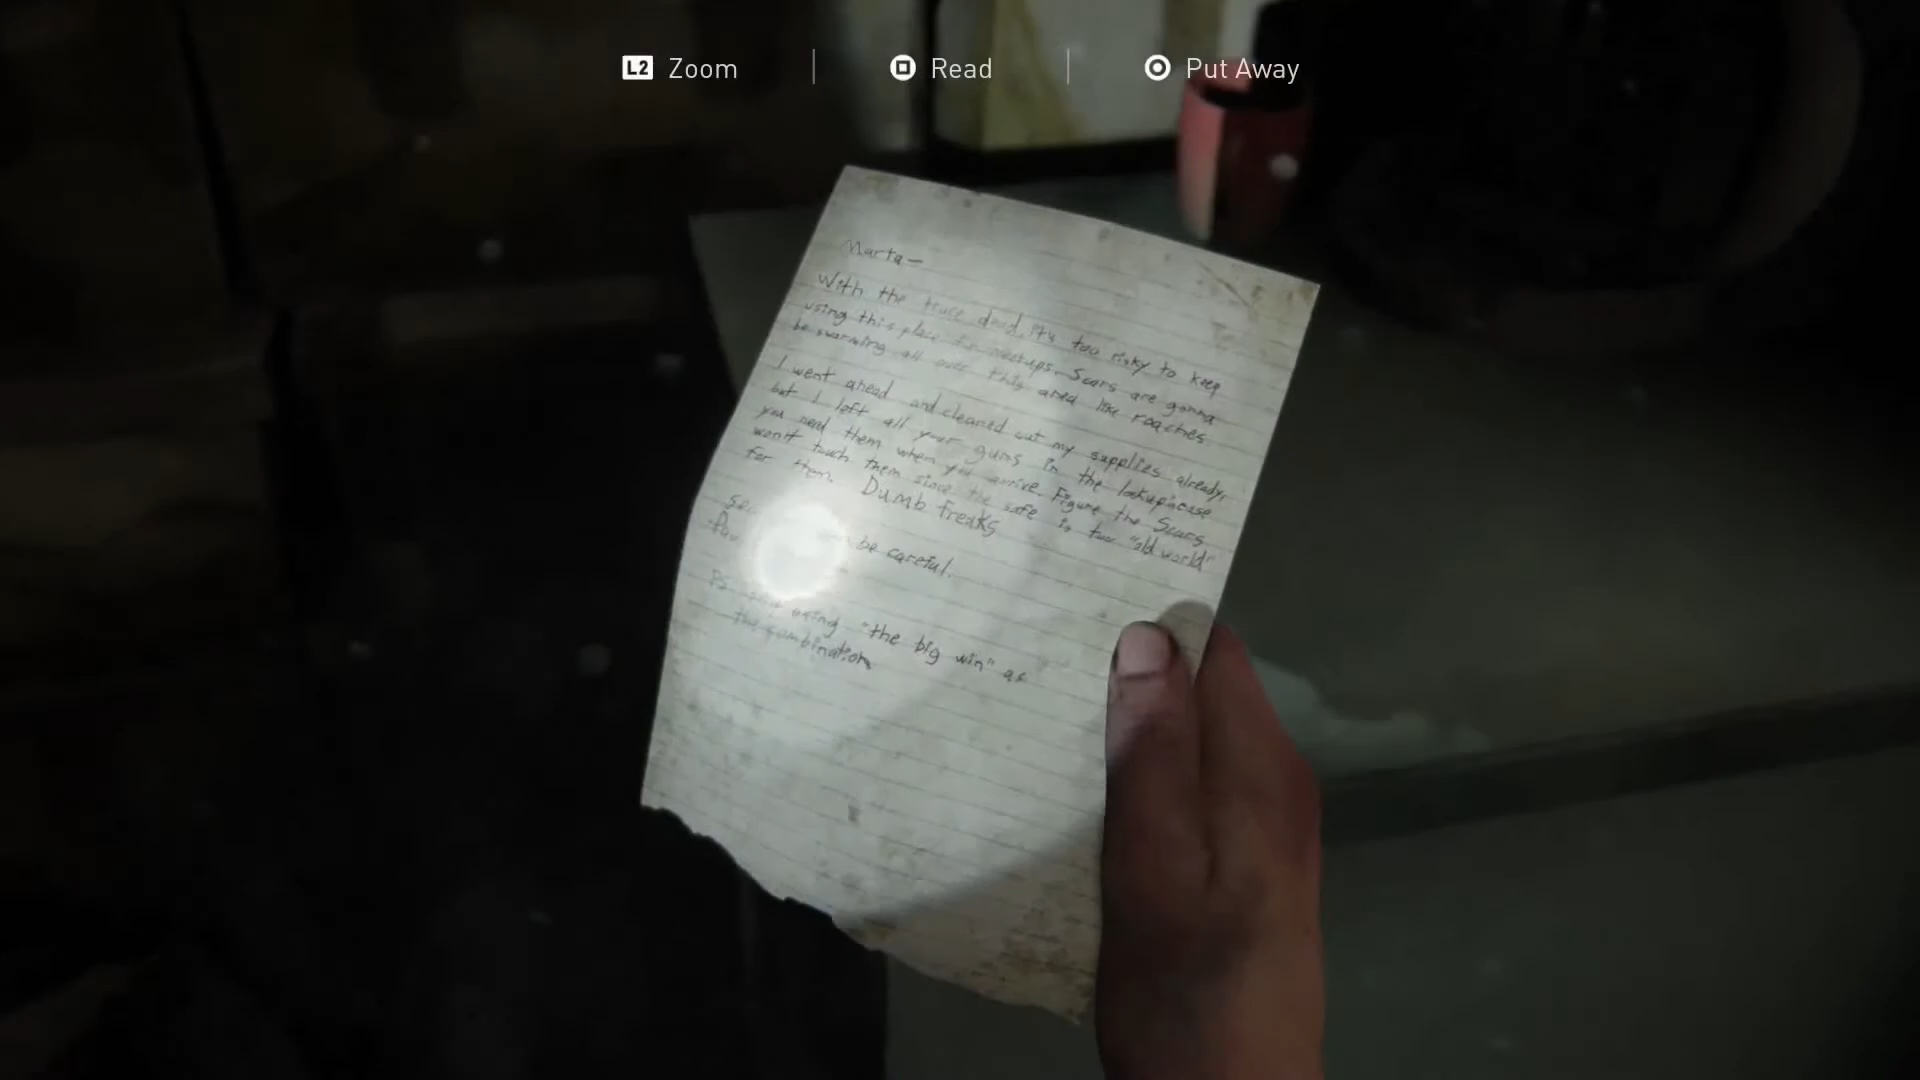 L2 Zoom | Read | Put Away
Marta—
With the truce dead, it's too risky to keep
using this place for meetups. Scars are gonna
be swarming all over this area like roaches.
I went ahead and cleared out my supplies already,
but I left all your guns in the lockup in case
you need them when you arrive. Figure the Scars
won't touch them since the safe is too "old world"
for them. Dumb freaks
be careful.
PS. using "the big win" as
the combination